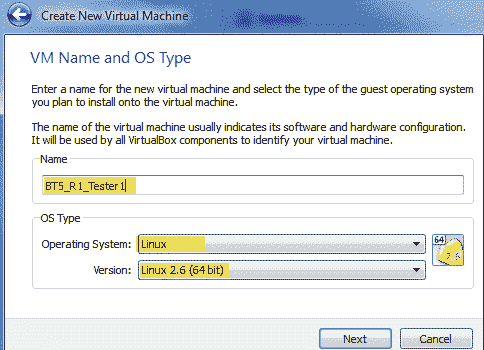 Create New Virtual Machine
VM Name and OS Type
Enter a name for the new virtual machine and select the type of the guest operating system
you plan to install onto the virtual machine.
The name of the virtual machine usually indicates its software and hardware configuration.
It will be used by all VirtualBox components to identify your virtual machine.
Name
BT5_R1_Tester1
OS Type
Operating System: Linux
64
Version: Linux 2.6 (64 bit)
2.6
Next Cancel